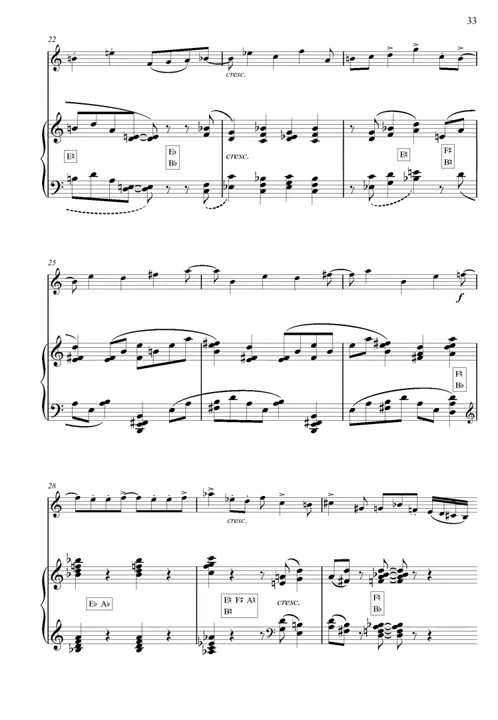 33
22
cresc.
E♮
E♭
B♭
cresc.
E♮
F♯
B♮
25
f
F♮
B♭
28
cresc.
E♭ A♭
E♮ F♯ A♮
B♮
cresc.
F♮
B♭